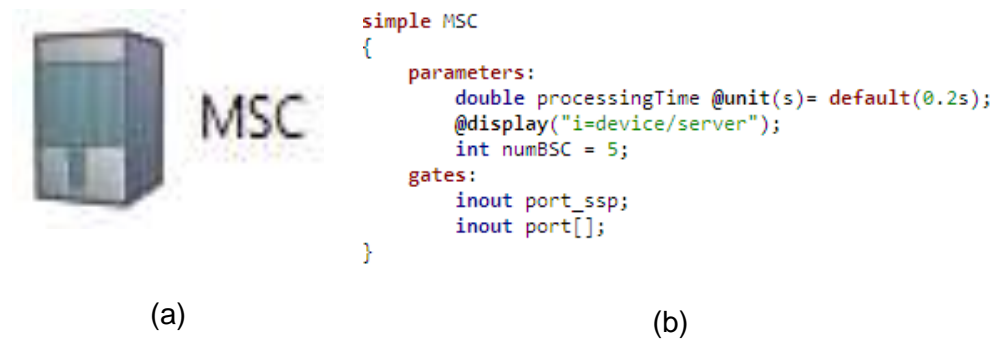 MSC
simple MSC
{
    parameters:
        double processingTime @unit(s)= default(0.2s);
        @display("i=device/server");
        int numBSC = 5;
    gates:
        inout port_ssp;
        inout port[];
}
(a)
(b)